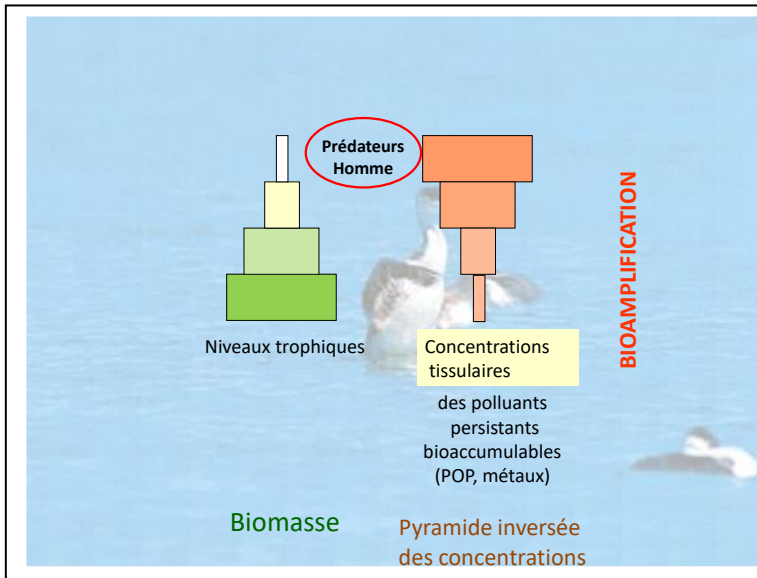 Prédateurs
Homme
Niveaux trophiques
Concentrations
tissulaires
des polluants
persistants
bioaccumulables
(POP, métaux)
BIOAMPLIFICATION
Biomasse
Pyramide inversée
des concentrations